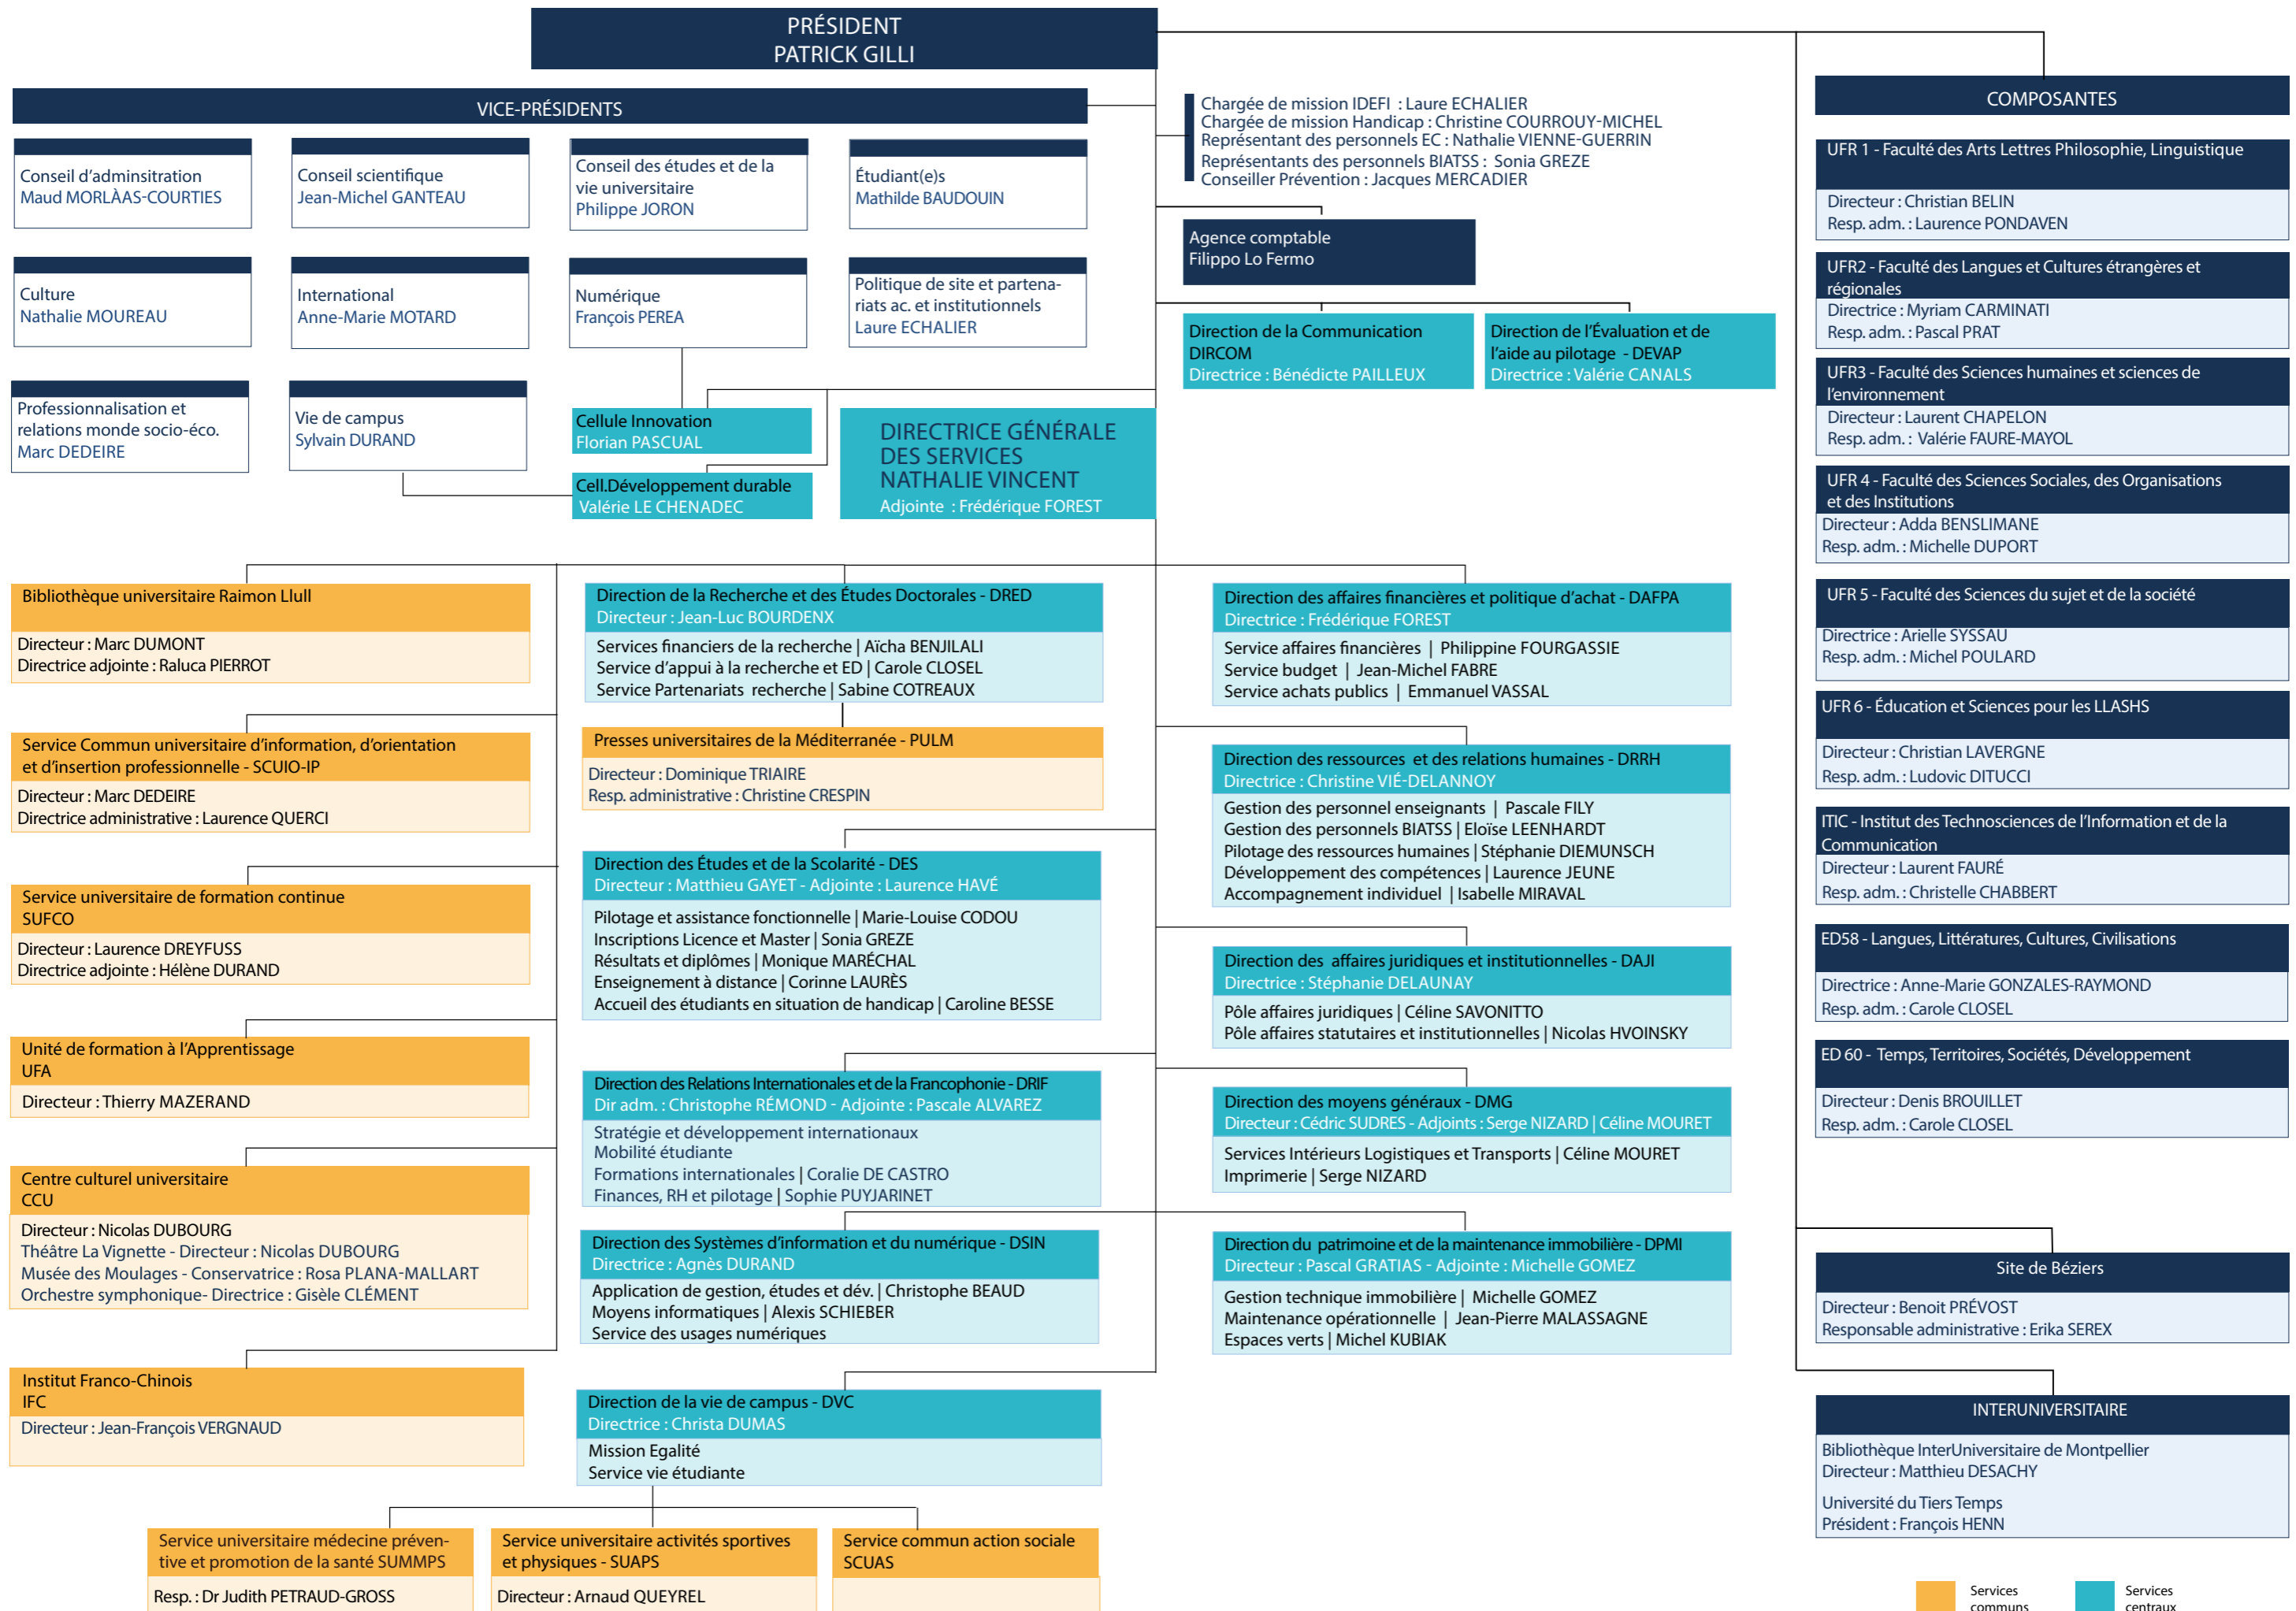 PRÉSIDENT
PATRICK GILLI
VICE-PRÉSIDENTS
Conseil d'adminsitration
Maud MORLÀAS-COURTIES
Conseil scientifique
Jean-Michel GANTEAU
Conseil des études et de la
vie universitaire
Philippe JORON
Étudiant(e)s
Mathilde BAUDOUIN
Culture
Nathalie MOUREAU
International
Anne-Marie MOTARD
Numérique
François PEREA
Politique de site et partena-
riats ac. et institutionnels
Laure ECHALIER
Professionnalisation et
relations monde socio-éco.
Marc DEDEIRE
Vie de campus
Sylvain DURAND
Cellule Innovation
Florian PASCUAL
Cell.Développement durable
Valérie LE CHENADEC
DIRECTRICE GÉNÉRALE
DES SERVICES
NATHALIE VINCENT
Adjointe : Frédérique FOREST
Chargée de mission IDEFI : Laure ECHALIER
Chargée de mission Handicap : Christine COURROUY-MICHEL
Représentant des personnels EC : Nathalie VIENNE-GUERRIN
Représentants des personnels BIATSS : Sonia GREZE
Conseiller Prévention : Jacques MERCADIER
Agence comptable
Filippo Lo Fermo
Direction de la Communication
DIRCOM
Directrice : Bénédicte PAILLEUX
Direction de l'Évaluation et de
l'aide au pilotage - DEVAP
Directrice : Valérie CANALS
Bibliothèque universitaire Raimon Llull
Directeur : Marc DUMONT
Directrice adjointe : Raluca PIERROT
Service Commun universitaire d'information, d'orientation
et d'insertion professionnelle - SCUIO-IP
Directeur : Marc DEDEIRE
Directrice administrative : Laurence QUERCI
Service universitaire de formation continue
SUFCO
Directeur : Laurence DREYFUSS
Directrice adjointe : Hélène DURAND
Unité de formation à l'Apprentissage
UFA
Directeur : Thierry MAZERAND
Centre culturel universitaire
CCU
Directeur : Nicolas DUBOURG
Théâtre La Vignette - Directeur : Nicolas DUBOURG
Musée des Moulages - Conservatrice : Rosa PLANA-MALLART
Orchestre symphonique- Directrice : Gisèle CLÉMENT
Institut Franco-Chinois
IFC
Directeur : Jean-François VERGNAUD
Direction de la Recherche et des Études Doctorales - DRED
Directeur : Jean-Luc BOURDENX
Services financiers de la recherche | Aïcha BENJILALI
Service d'appui à la recherche et ED | Carole CLOSEL
Service Partenariats recherche | Sabine COTREAUX
Presses universitaires de la Méditerranée - PULM
Directeur : Dominique TRIAIRE
Resp. administrative : Christine CRESPIN
Direction des Études et de la Scolarité - DES
Directeur : Matthieu GAYET - Adjointe : Laurence HAVÉ
Pilotage et assistance fonctionnelle | Marie-Louise CODOU
Inscriptions Licence et Master | Sonia GREZE
Résultats et diplômes | Monique MARÉCHAL
Enseignement à distance | Corinne LAURÈS
Accueil des étudiants en situation de handicap | Caroline BESSE
Direction des Relations Internationales et de la Francophonie - DRIF
Dir adm. : Christophe RÉMOND - Adjointe : Pascale ALVAREZ
Stratégie et développement internationaux
Mobilité étudiante
Formations internationales | Coralie DE CASTRO
Finances, RH et pilotage | Sophie PUYJARINET
Direction des Systèmes d'information et du numérique - DSIN
Directrice : Agnès DURAND
Application de gestion, études et dév. | Christophe BEAUD
Moyens informatiques | Alexis SCHIEBER
Service des usages numériques
Direction de la vie de campus - DVC
Directrice : Christa DUMAS
Mission Egalité
Service vie étudiante
Service universitaire médecine préven-
tive et promotion de la santé SUMMPS
Resp. : Dr Judith PETRAUD-GROSS
Service universitaire activités sportives
et physiques - SUAPS
Directeur : Arnaud QUEYREL
Service commun action sociale
SCUAS
Direction des affaires financières et politique d'achat - DAFPA
Directrice : Frédérique FOREST
Service affaires financières | Philippine FOURGASSIE
Service budget | Jean-Michel FABRE
Service achats publics | Emmanuel VASSAL
Direction des ressources et des relations humaines - DRRH
Directrice : Christine VIÉ-DELANNOY
Gestion des personnel enseignants | Pascale FILY
Gestion des personnels BIATSS | Eloïse LEENHARDT
Pilotage des ressources humaines | Stéphanie DIEMUNSCH
Développement des compétences | Laurence JEUNE
Accompagnement individuel | Isabelle MIRAVAL
Direction des affaires juridiques et institutionnelles - DAJI
Directrice : Stéphanie DELAUNAY
Pôle affaires juridiques | Céline SAVONITTO
Pôle affaires statutaires et institutionnelles | Nicolas HVOINSKY
Direction des moyens généraux - DMG
Directeur : Cédric SUDRES - Adjoints : Serge NIZARD | Céline MOURET
Services Intérieurs Logistiques et Transports | Céline MOURET
Imprimerie | Serge NIZARD
Direction du patrimoine et de la maintenance immobilière - DPMI
Directeur : Pascal GRATIAS - Adjointe : Michelle GOMEZ
Gestion technique immobilière | Michelle GOMEZ
Maintenance opérationnelle | Jean-Pierre MALASSAGNE
Espaces verts | Michel KUBIAK
COMPOSANTES
UFR 1 - Faculté des Arts Lettres Philosophie, Linguistique
Directeur : Christian BELIN
Resp. adm. : Laurence PONDAVEN
UFR2 - Faculté des Langues et Cultures étrangères et
régionales
Directrice : Myriam CARMINATI
Resp. adm. : Pascal PRAT
UFR3 - Faculté des Sciences humaines et sciences de
l'environnement
Directeur : Laurent CHAPELON
Resp. adm. : Valérie FAURE-MAYOL
UFR 4 - Faculté des Sciences Sociales, des Organisations
et des Institutions
Directeur : Adda BENSLIMANE
Resp. adm. : Michelle DUPORT
UFR 5 - Faculté des Sciences du sujet et de la société
Directrice : Arielle SYSSAU
Resp. adm. : Michel POULARD
UFR 6 - Éducation et Sciences pour les LLASHS
Directeur : Christian LAVERGNE
Resp. adm. : Ludovic DITUCCI
ITIC - Institut des Technosciences de l'Information et de la
Communication
Directeur : Laurent FAURÉ
Resp. adm. : Christelle CHABBERT
ED58 - Langues, Littératures, Cultures, Civilisations
Directrice : Anne-Marie GONZALES-RAYMOND
Resp. adm. : Carole CLOSEL
ED 60 - Temps, Territoires, Sociétés, Développement
Directeur : Denis BROUILLET
Resp. adm. : Carole CLOSEL
Site de Béziers
Directeur : Benoit PRÉVOST
Responsable administrative : Erika SEREX
INTERUNIVERSITAIRE
Bibliothèque InterUniversitaire de Montpellier
Directeur : Matthieu DESACHY
Université du Tiers Temps
Président : François HENN
Services
communs
Services
centraux